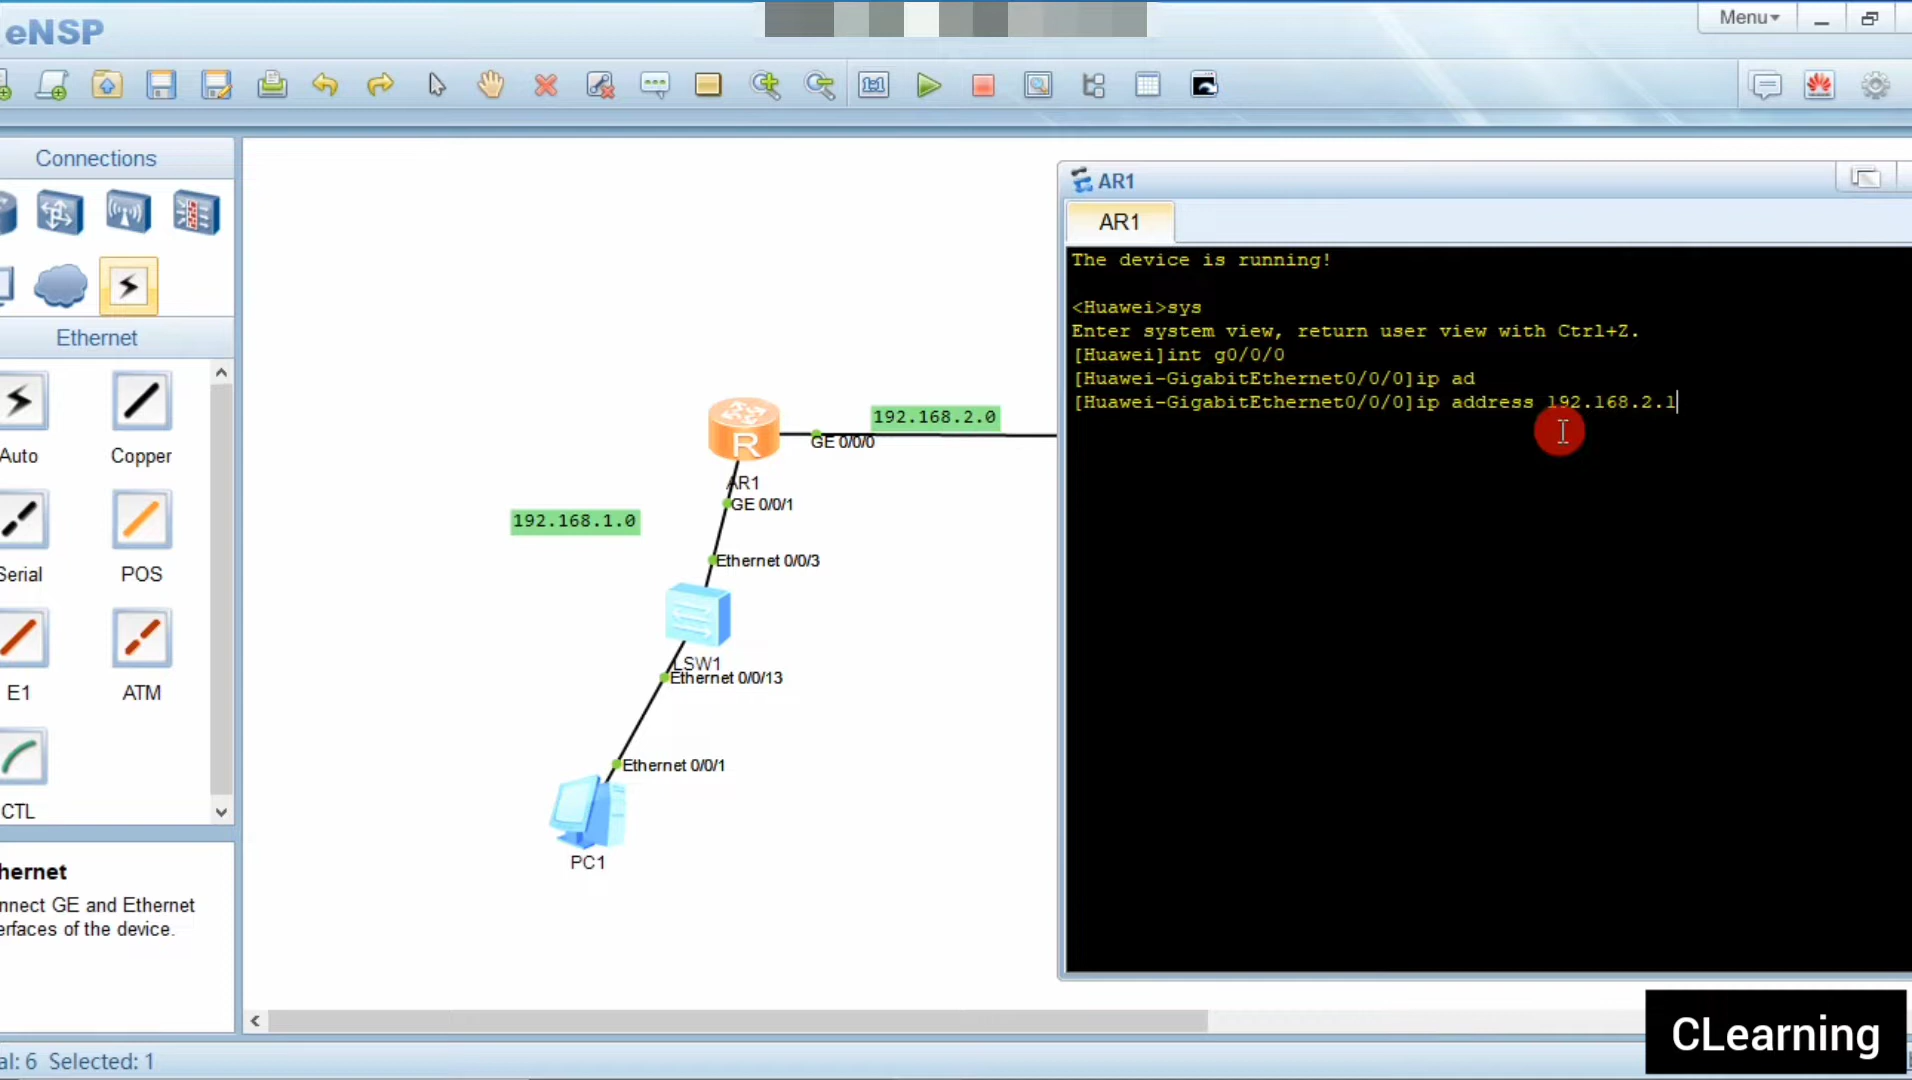 eNSP
Menu
Connections
Ethernet
Auto
Copper
Serial
POS
E1
ATM
CTL
hernet
nnect GE and Ethernet
erfaces of the device.
al: 6 Selected: 1
192.168.2.0
GE 0/0/0
AR1
GE 0/0/1
192.168.1.0
Ethernet 0/0/3
LSW1
Ethernet 0/0/13
Ethernet 0/0/1
PC1
AR1
AR1
The device is running!
<Huawei>sys
Enter system view, return user view with Ctrl+Z.
[Huawei]int g0/0/0
[Huawei-GigabitEthernet0/0/0]ip ad
[Huawei-GigabitEthernet0/0/0]ip address 192.168.2.1
CLearning